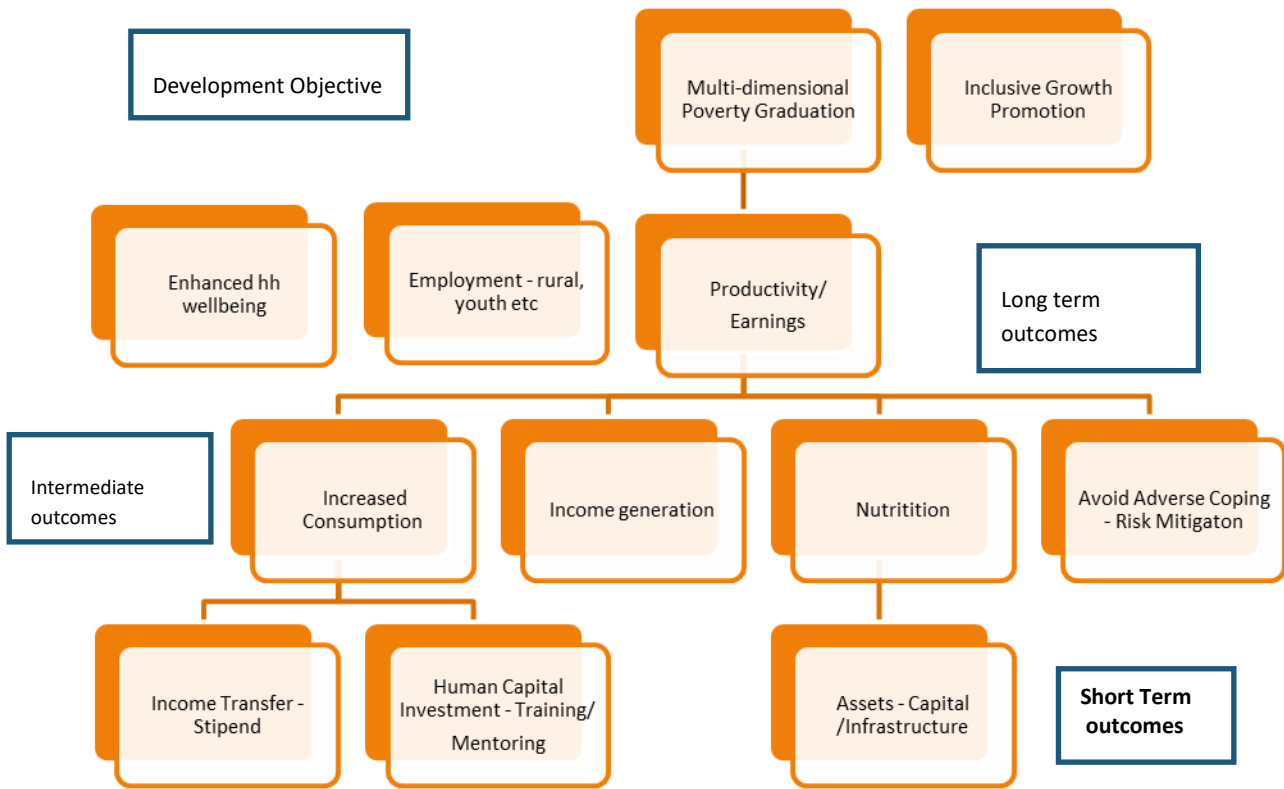 Development Objective
Multi-dimensional
Poverty Graduation
Inclusive Growth
Promotion
Enhanced hh
wellbeing
Employment - rural,
youth etc
Productivity/
Earnings
Long term
outcomes
Intermediate
outcomes
Increased
Consumption
Income generation
Nutritition
Avoid Adverse Coping
- Risk Mitigaton
Income Transfer -
Stipend
Human Capital
Investment - Training/
Mentoring
Assets - Capital
/Infrastructure
Short Term
outcomes